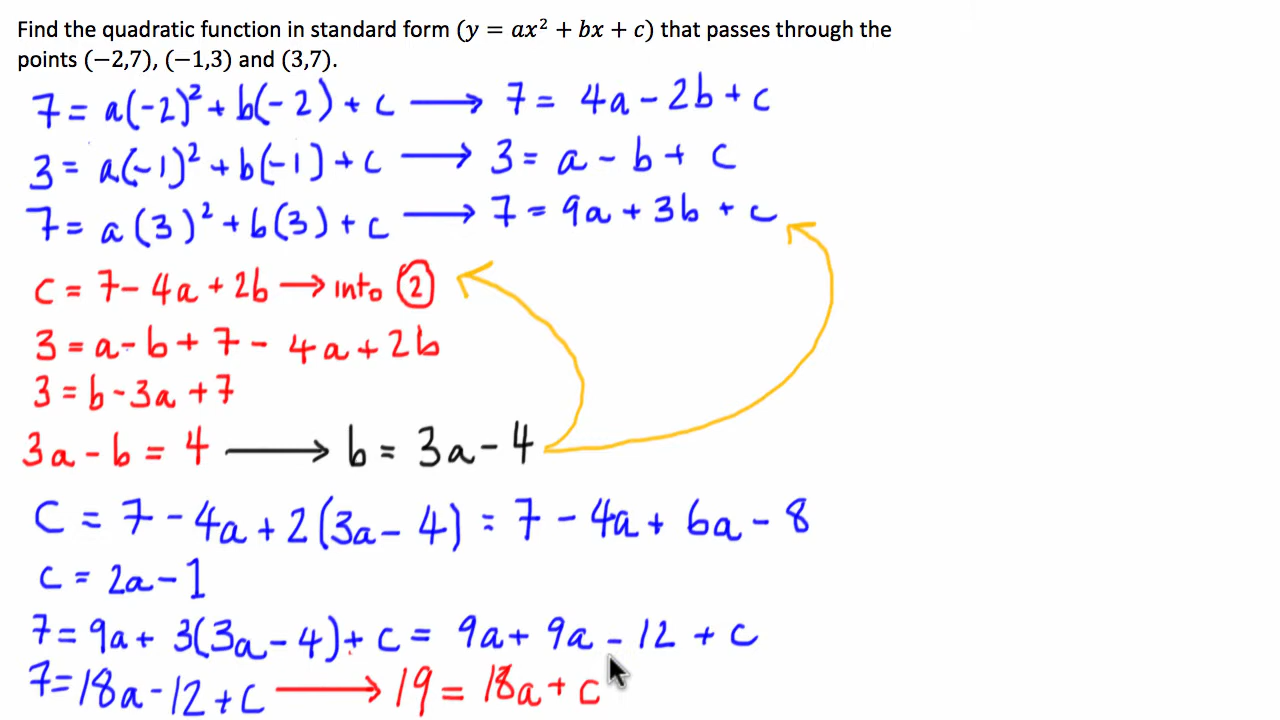 Find the quadratic function in standard form (y = ax² + bx + c) that passes through the
points (−2,7), (−1,3) and (3,7).
7 = a(-2)² + b(-2) + c ⟶ 7 = 4a - 2b + c
3 = a(-1)² + b(-1) + c ⟶ 3 = a - b + c
7 = a(3)² + b(3) + c ⟶ 7 = 9a + 3b + c
c = 7 - 4a + 2b ⟶ into ②
3 = a - b + 7 - 4a + 2b
3 = b - 3a + 7
3a - b = 4 ⟶ b = 3a - 4
c = 7 - 4a + 2(3a - 4) = 7 - 4a + 6a - 8
c = 2a - 1
7 = 9a + 3(3a - 4) + c = 9a + 9a - 12 + c
7 = 18a - 12 + c ⟶ 19 = 18a + c